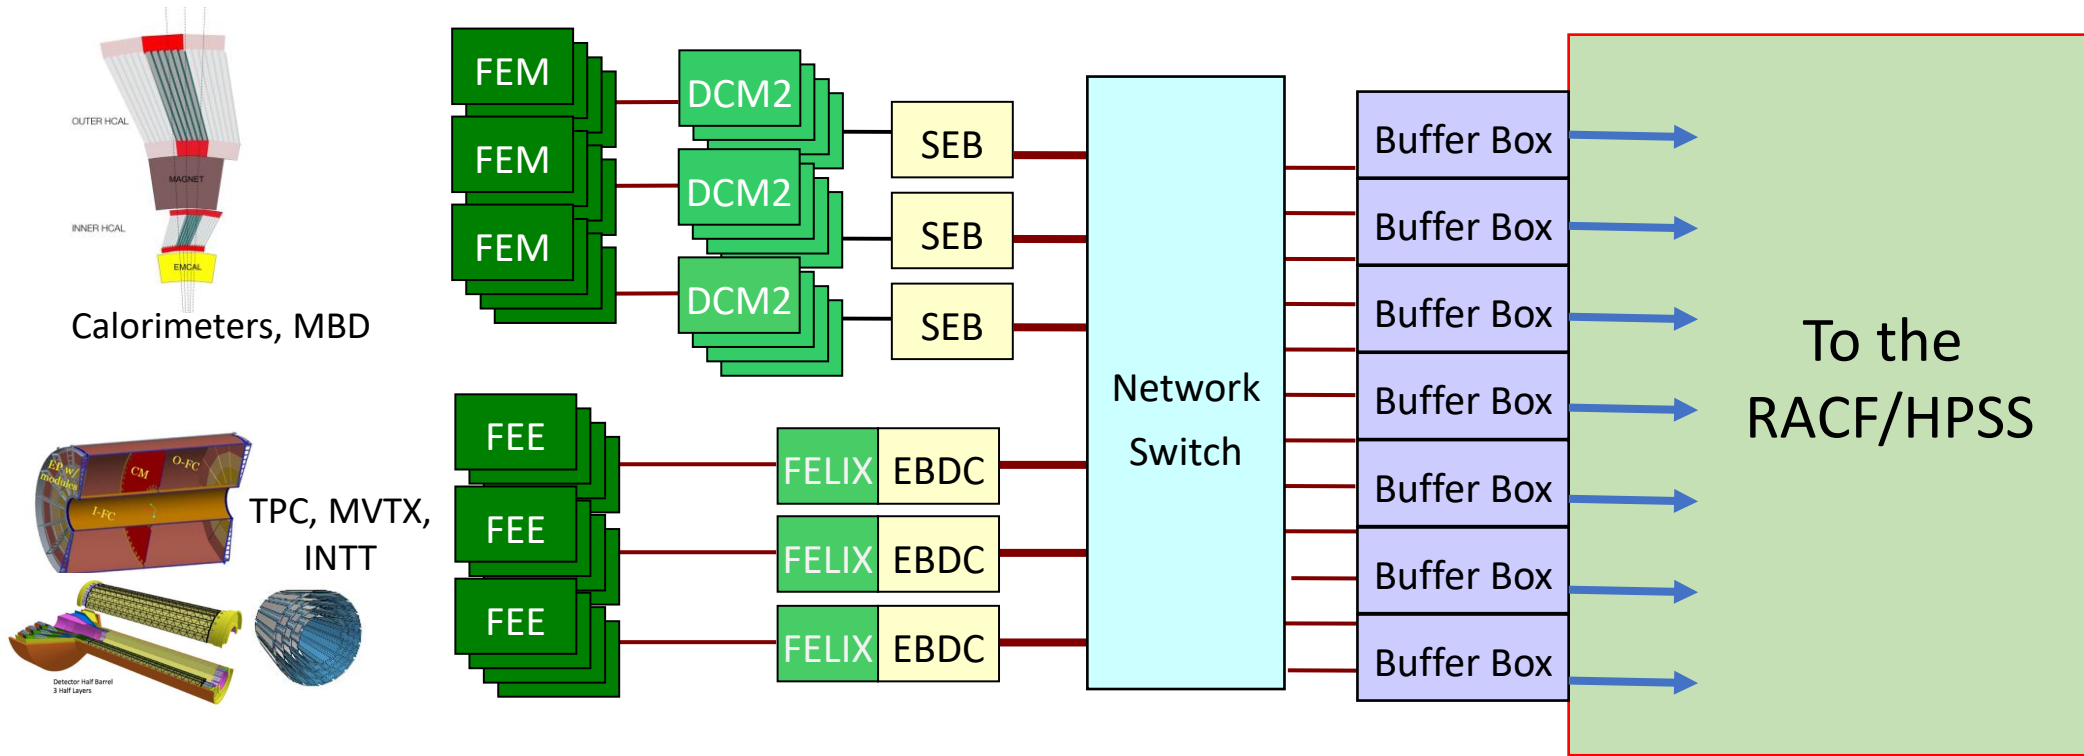 OUTER HCAL
MAGNET
INNER HCAL
EMCAL
Calorimeters, MBD
FEM
FEM
FEM
DCM2
DCM2
DCM2
SEB
SEB
SEB
EP w/
modules
CM
O-FC
I-FC
TPC, MVTX,
INTT
Detector Half Barrel
3 Half Layers
FEE
FEE
FEE
FELIX EBDC
FELIX EBDC
FELIX EBDC
Network
Switch
Buffer Box
Buffer Box
Buffer Box
Buffer Box
Buffer Box
Buffer Box
Buffer Box
To the
RACF/HPSS